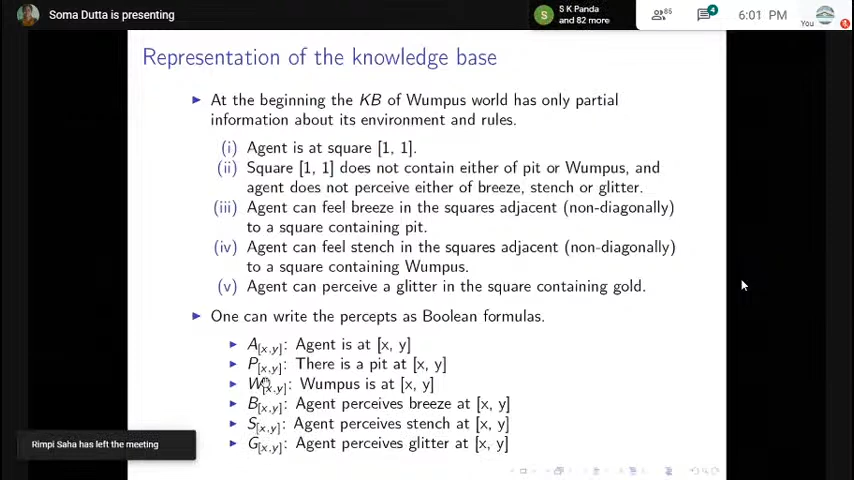 Soma Dutta is presenting
S
S K Panda
and 82 more
85
4
6:01 PM
You
Representation of the knowledge base
At the beginning the KB of Wumpus world has only partial
information about its environment and rules.
(i) Agent is at square [1, 1].
(ii) Square [1, 1] does not contain either of pit or Wumpus, and
agent does not perceive either of breeze, stench or glitter.
(iii) Agent can feel breeze in the squares adjacent (non-diagonally)
to a square containing pit.
(iv) Agent can feel stench in the squares adjacent (non-diagonally)
to a square containing Wumpus.
(v) Agent can perceive a glitter in the square containing gold.
One can write the percepts as Boolean formulas.
A[x,y]: Agent is at [x, y]
P[x,y]: There is a pit at [x, y]
W[x,y]: Wumpus is at [x, y]
B[x,y]: Agent perceives breeze at [x, y]
S[x,y]: Agent perceives stench at [x, y]
G[x,y]: Agent perceives glitter at [x, y]
Rimpi Saha has left the meeting